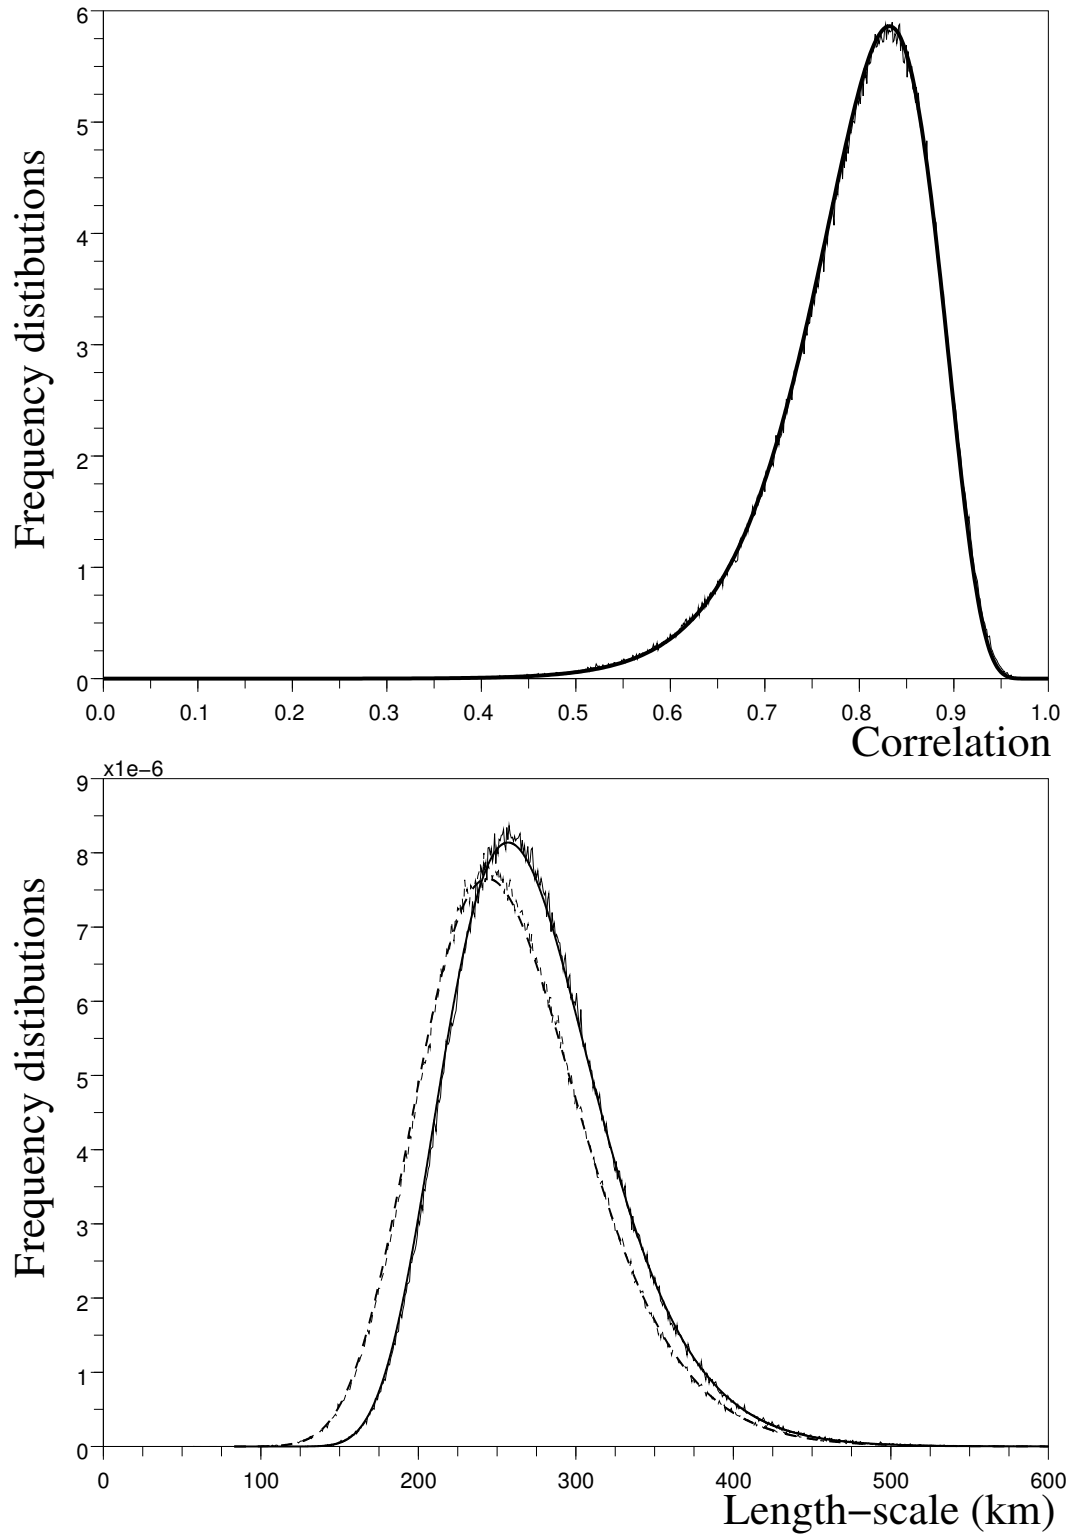 6
5
4
3
2
1
0
Frequency distibutions
0.0 0.1 0.2 0.3 0.4 0.5 0.6 0.7 0.8 0.9 1.0
Correlation
x1e−6
9
8
7
6
5
4
3
2
1
0
Frequency distibutions
0 100 200 300 400 500 600
Length−scale (km)